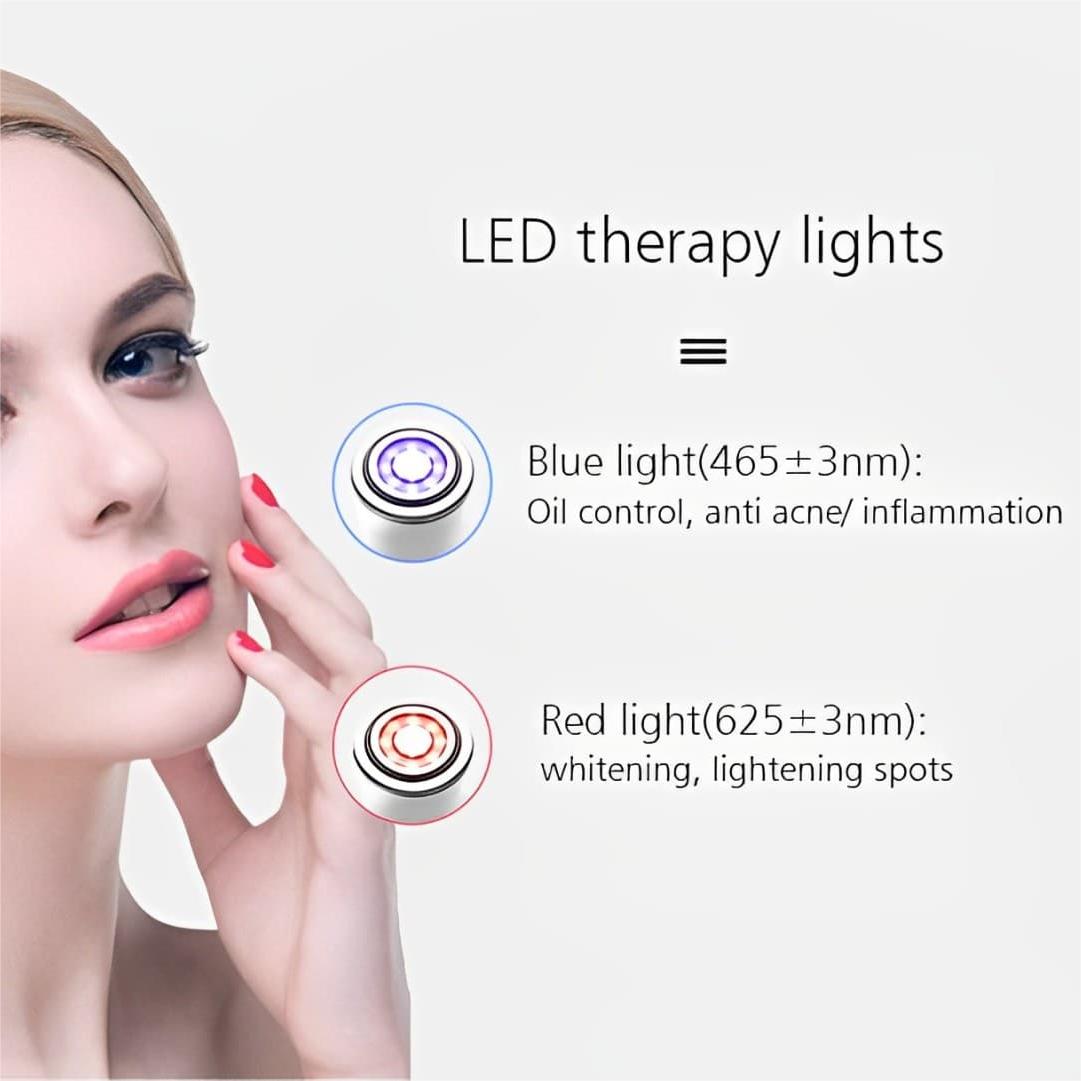 LED therapy lights
Blue light(465±3nm):
Oil control, anti acne/ inflammation
Red light(625±3nm):
whitening, lightening spots